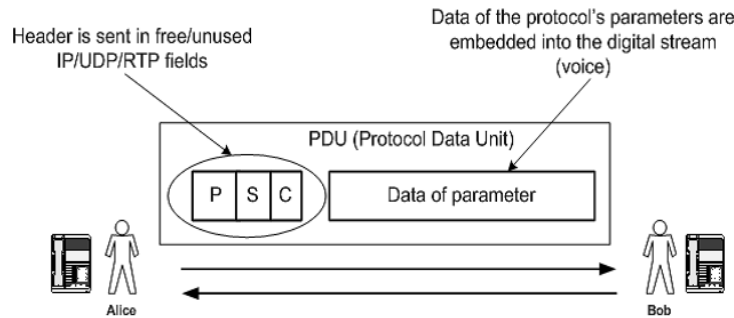 Header is sent in free/unused
IP/UDP/RTP fields
Data of the protocol's parameters are
embedded into the digital stream
(voice)
PDU (Protocol Data Unit)
P S C Data of parameter
Alice Bob